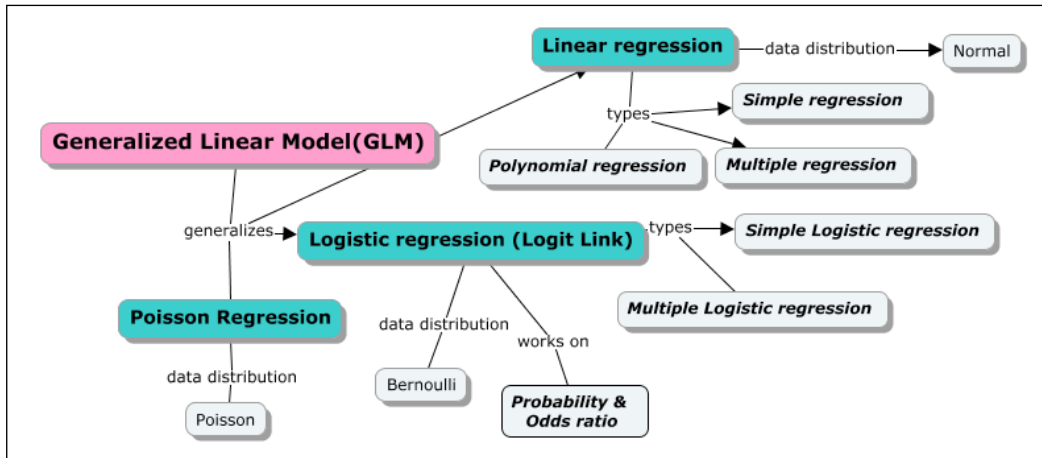 Linear regression
data distribution
Normal
types
Simple regression
Polynomial regression
Multiple regression
Generalized Linear Model(GLM)
generalizes
Logistic regression (Logit Link)
types
Simple Logistic regression
Multiple Logistic regression
Poisson Regression
data distribution
Poisson
data distribution
Bernoulli
works on
Probability &
Odds ratio